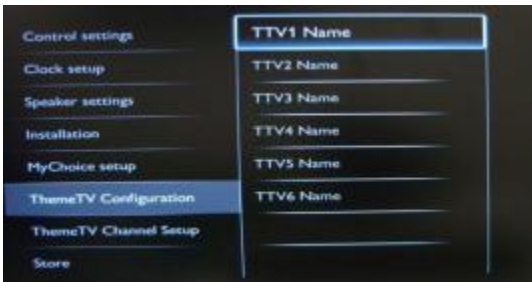 Control settings
Clock setup
Speaker settings
Installation
MyChoice setup
ThemeTV Configuration
ThemeTV Channel Setup
Store
TTV1 Name
TTV2 Name
TTV3 Name
TTV4 Name
TTV5 Name
TTV6 Name